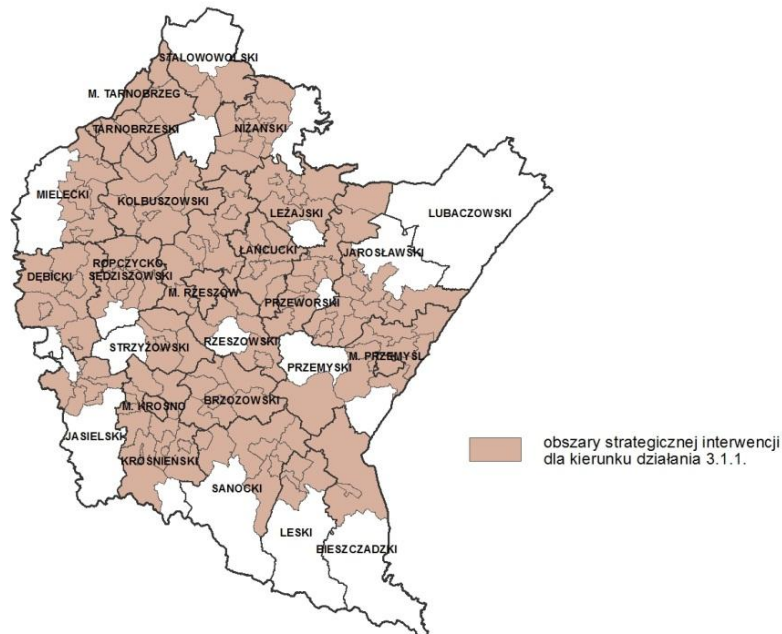 STALOWOWOLSKI
M. TARNOBRZEG
TARNOBRZESKI
NIŻAŃSKI
MIELECKI
KOLBUSZOWSKI
LEŻAJSKI
LUBACZOWSKI
ŁAŃCUCKI
JAROSŁAWSKI
ROPCZYCKO-
SĘDZISZOWSKI
DĘBICKI
M. RZESZÓW
PRZEWORSKI
STRZYŻOWSKI
RZESZOWSKI
PRZEMYSKI
M. PRZEMYŚL
M. KROSNO
BRZOZOWSKI
JASIELSKI
KROŚNIEŃSKI
SANOCKI
LESKI
BIESZCZADZKI
obszary strategicznej interwencji
dla kierunku działania 3.1.1.